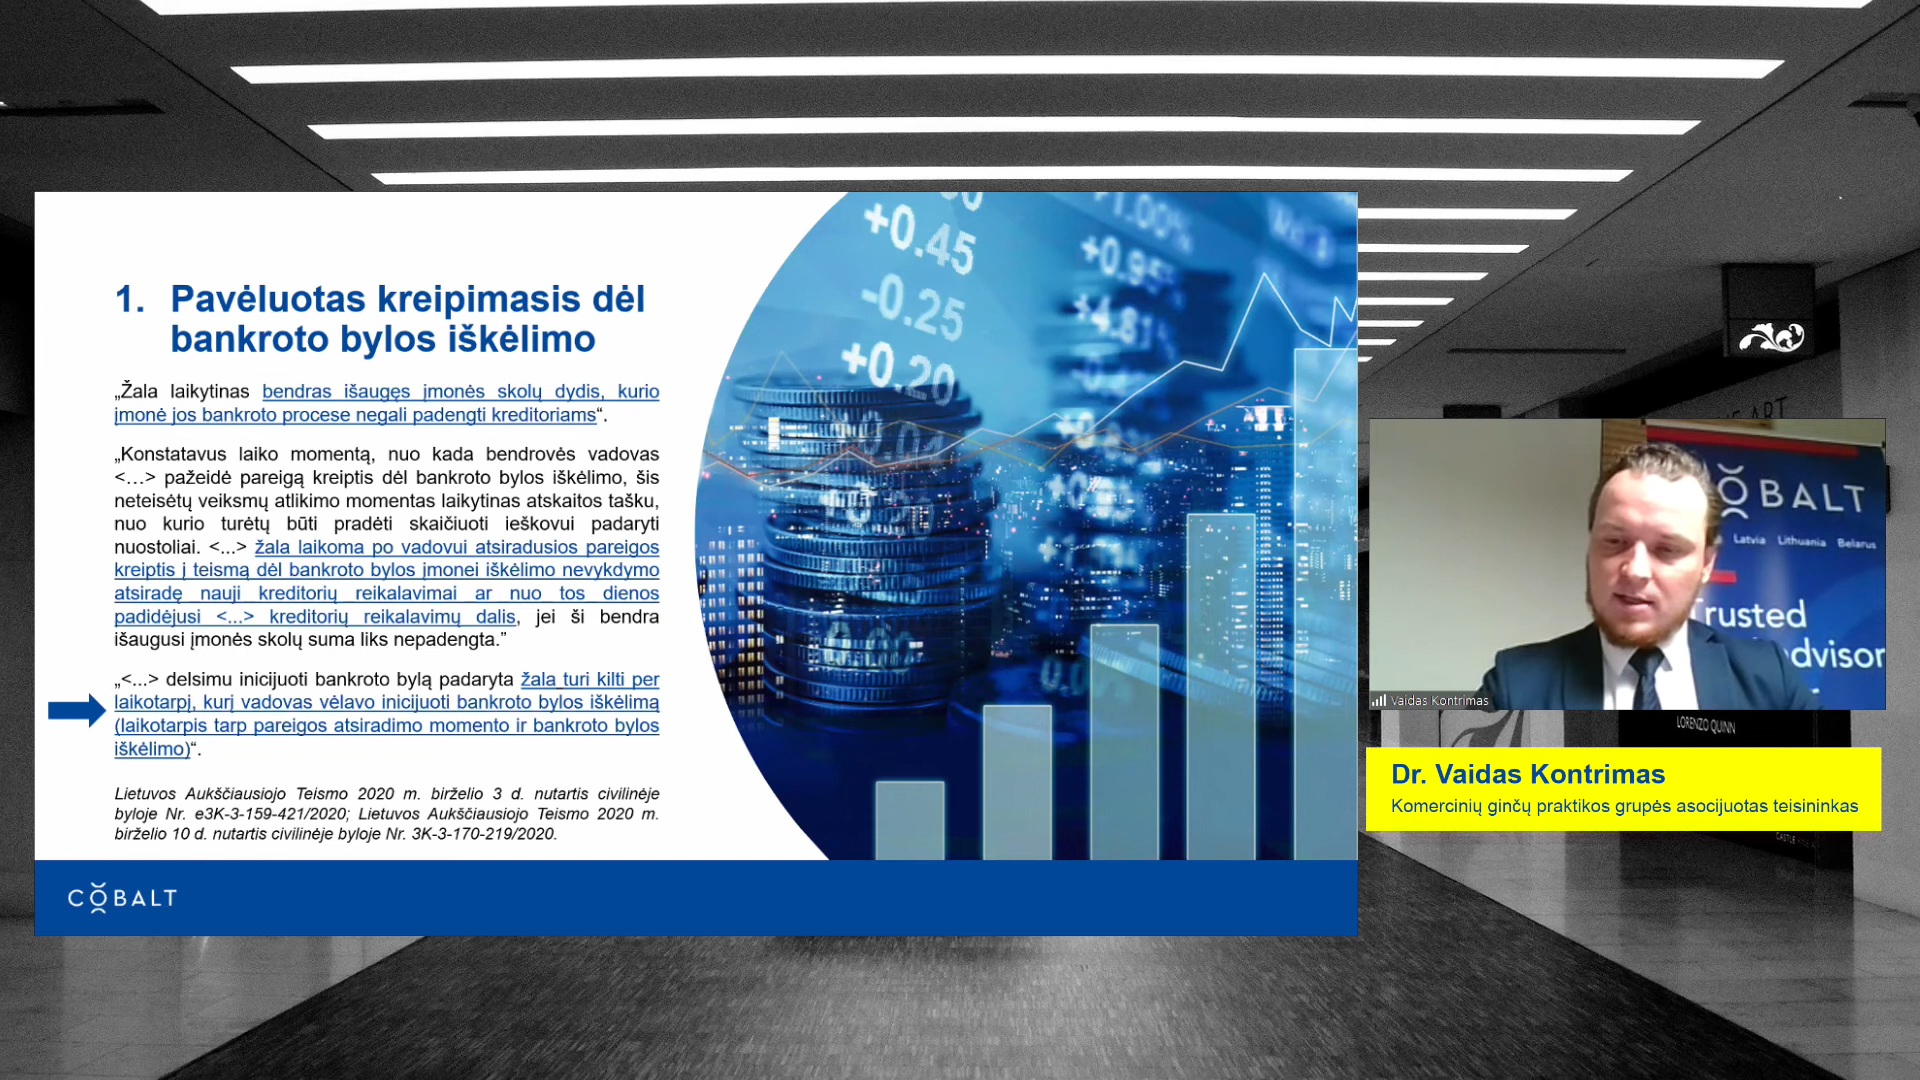 1. Pavėluotas kreipimasis dėl
bankroto bylos iškėlimo
„Žala laikytinas bendras išaugęs įmonės skolų dydis, kurio
įmonė jos bankroto procese negali padengti kreditoriams“.
„Konstatavus laiko momentą, nuo kada bendrovės vadovas
<…> pažeidė pareigą kreiptis dėl bankroto bylos iškėlimo, šis
neteisėtų veiksmų atlikimo momentas laikytinas atskaitos tašku,
nuo kurio turėtų būti pradėti skaičiuoti ieškovui padaryti
nuostoliai. <...> žala laikoma po vadovui atsiradusios pareigos
kreiptis į teismą dėl bankroto bylos įmonei iškėlimo nevykdymo
atsiradę nauji kreditorių reikalavimai ar nuo tos dienos
padidėjusi <...> kreditorių reikalavimų dalis, jei ši bendra
išaugusi įmonės skolų suma liks nepadengta.”
„<...> delsimu inicijuoti bankroto bylą padaryta žala turi kilti per
laikotarpį, kurį vadovas vėlavo inicijuoti bankroto bylos iškėlimą
(laikotarpis tarp pareigos atsiradimo momento ir bankroto bylos
iškėlimo)“.
Lietuvos Aukščiausiojo Teismo 2020 m. birželio 3 d. nutartis civilinėje
byloje Nr. e3K-3-159-421/2020; Lietuvos Aukščiausiojo Teismo 2020 m.
birželio 10 d. nutartis civilinėje byloje Nr. 3K-3-170-219/2020.
COBALT
+0.45
-0.25
+0.20
+0.95
+4.81
OBALT
Latvia Lithuania Belarus
Trusted
dvisor
Vaidas Kontrimas
LORENZO QUINN
Dr. Vaidas Kontrimas
Komercinių ginčų praktikos grupės asocijuotas teisininkas